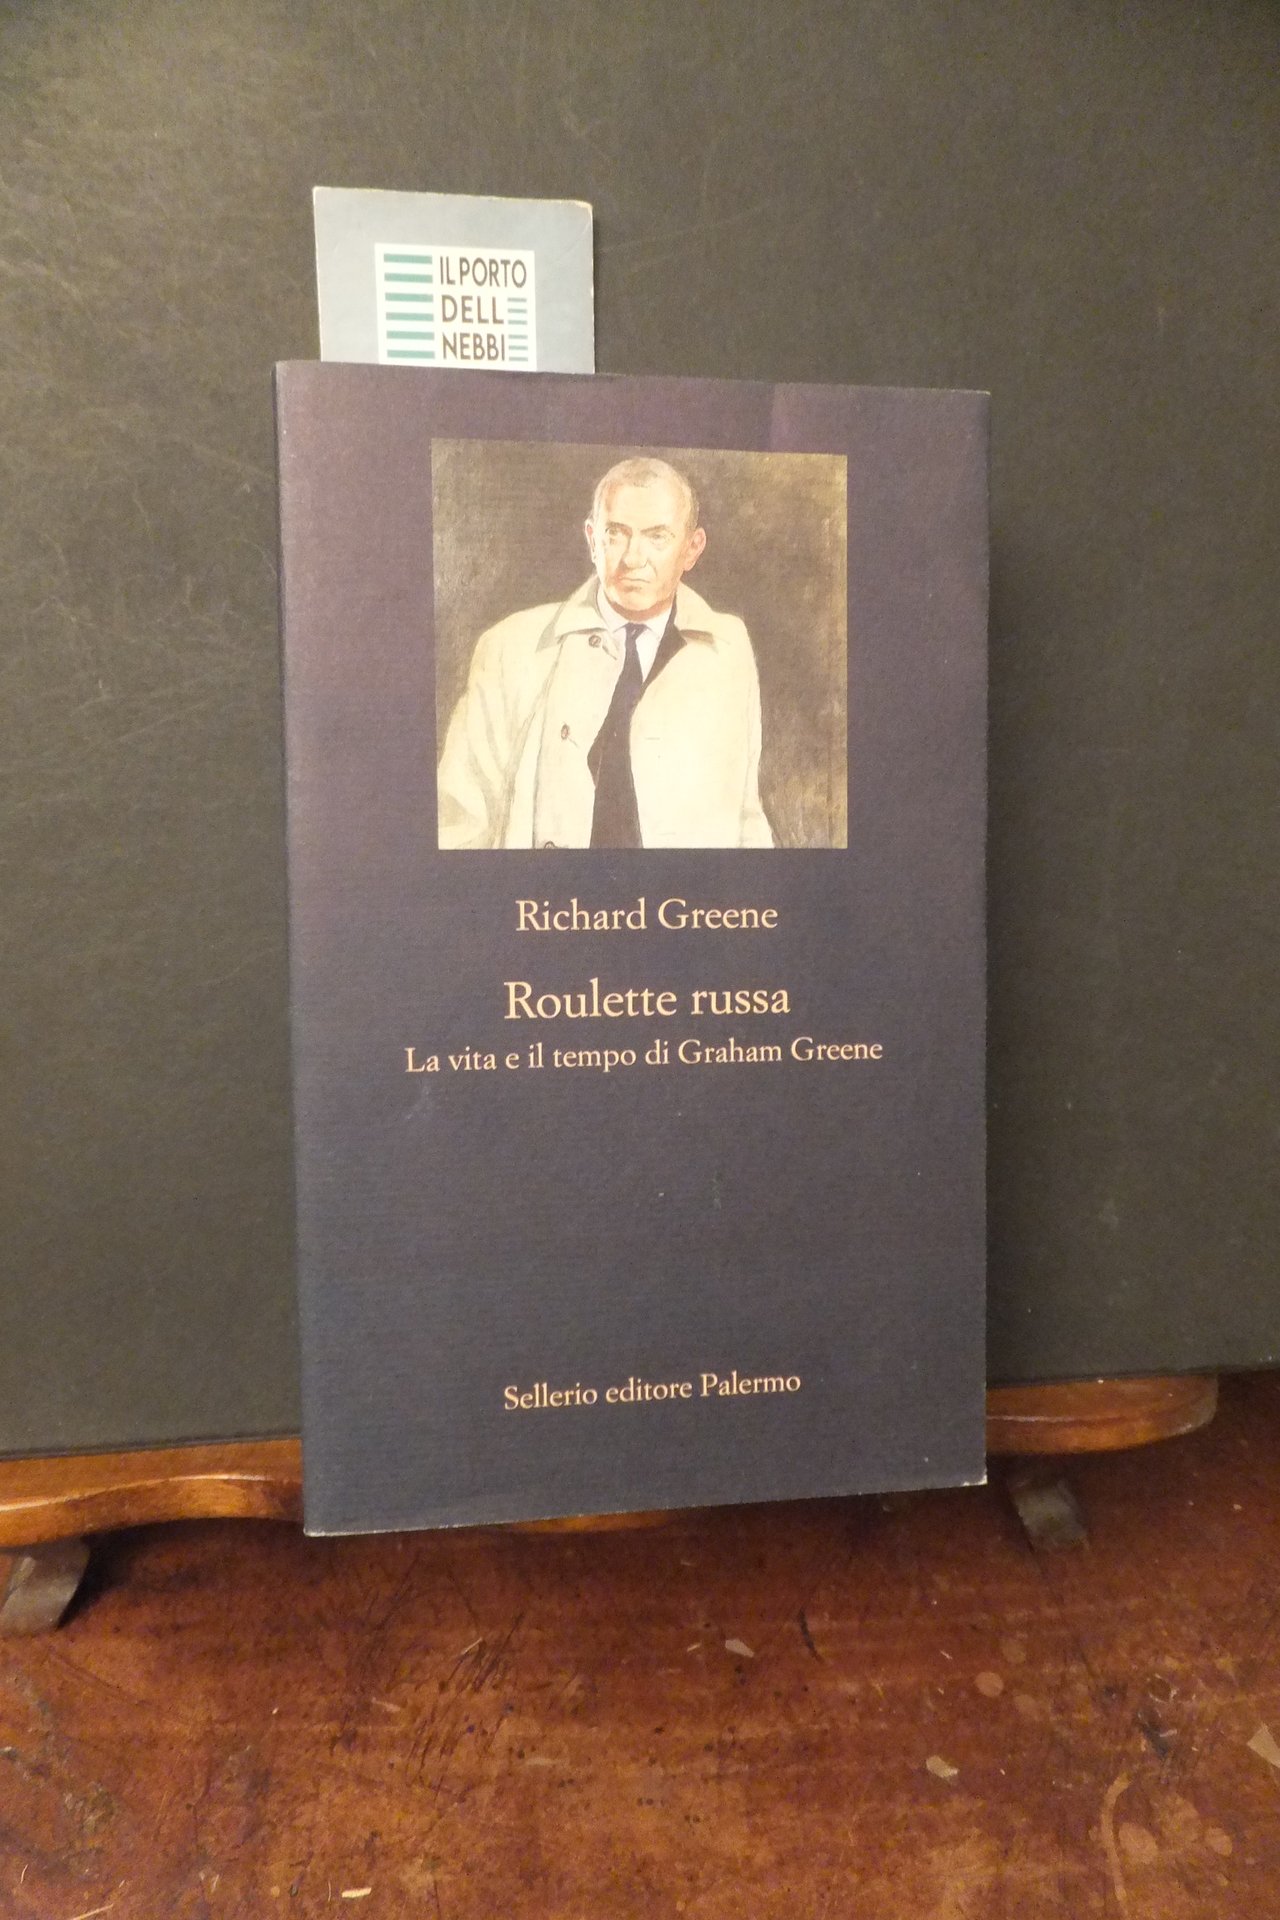 IL PORTO
DELL
NEBBI
Richard Greene
Roulette russa
La vita e il tempo di Graham Greene
Sellerio editore Palermo